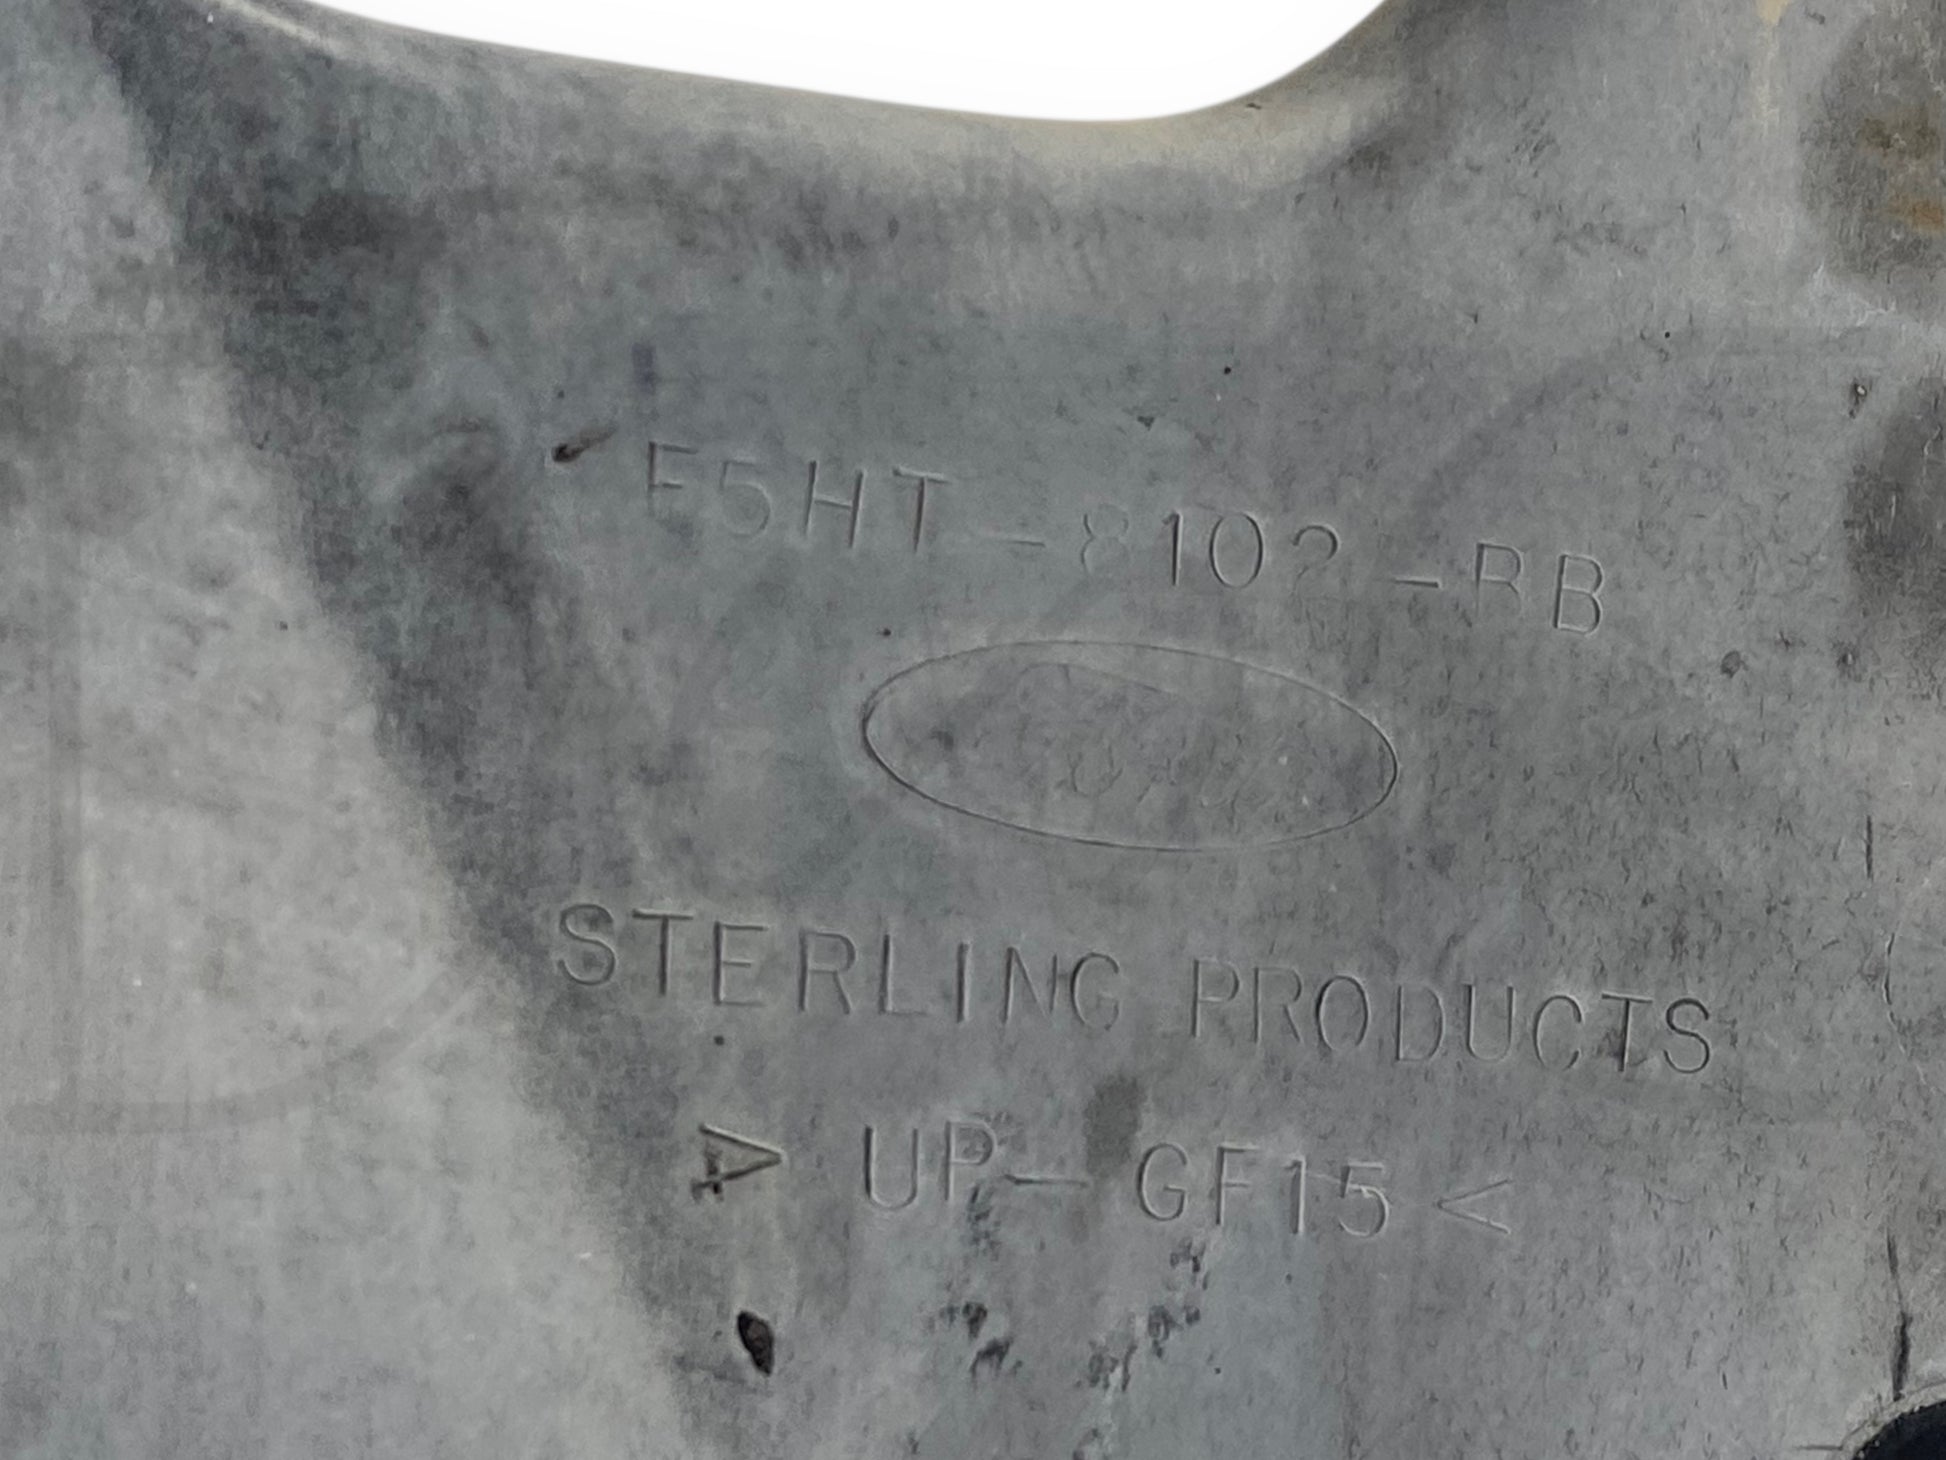 F5HT-8102-BB
STERLING PRODUCTS
> UP-GF15 <